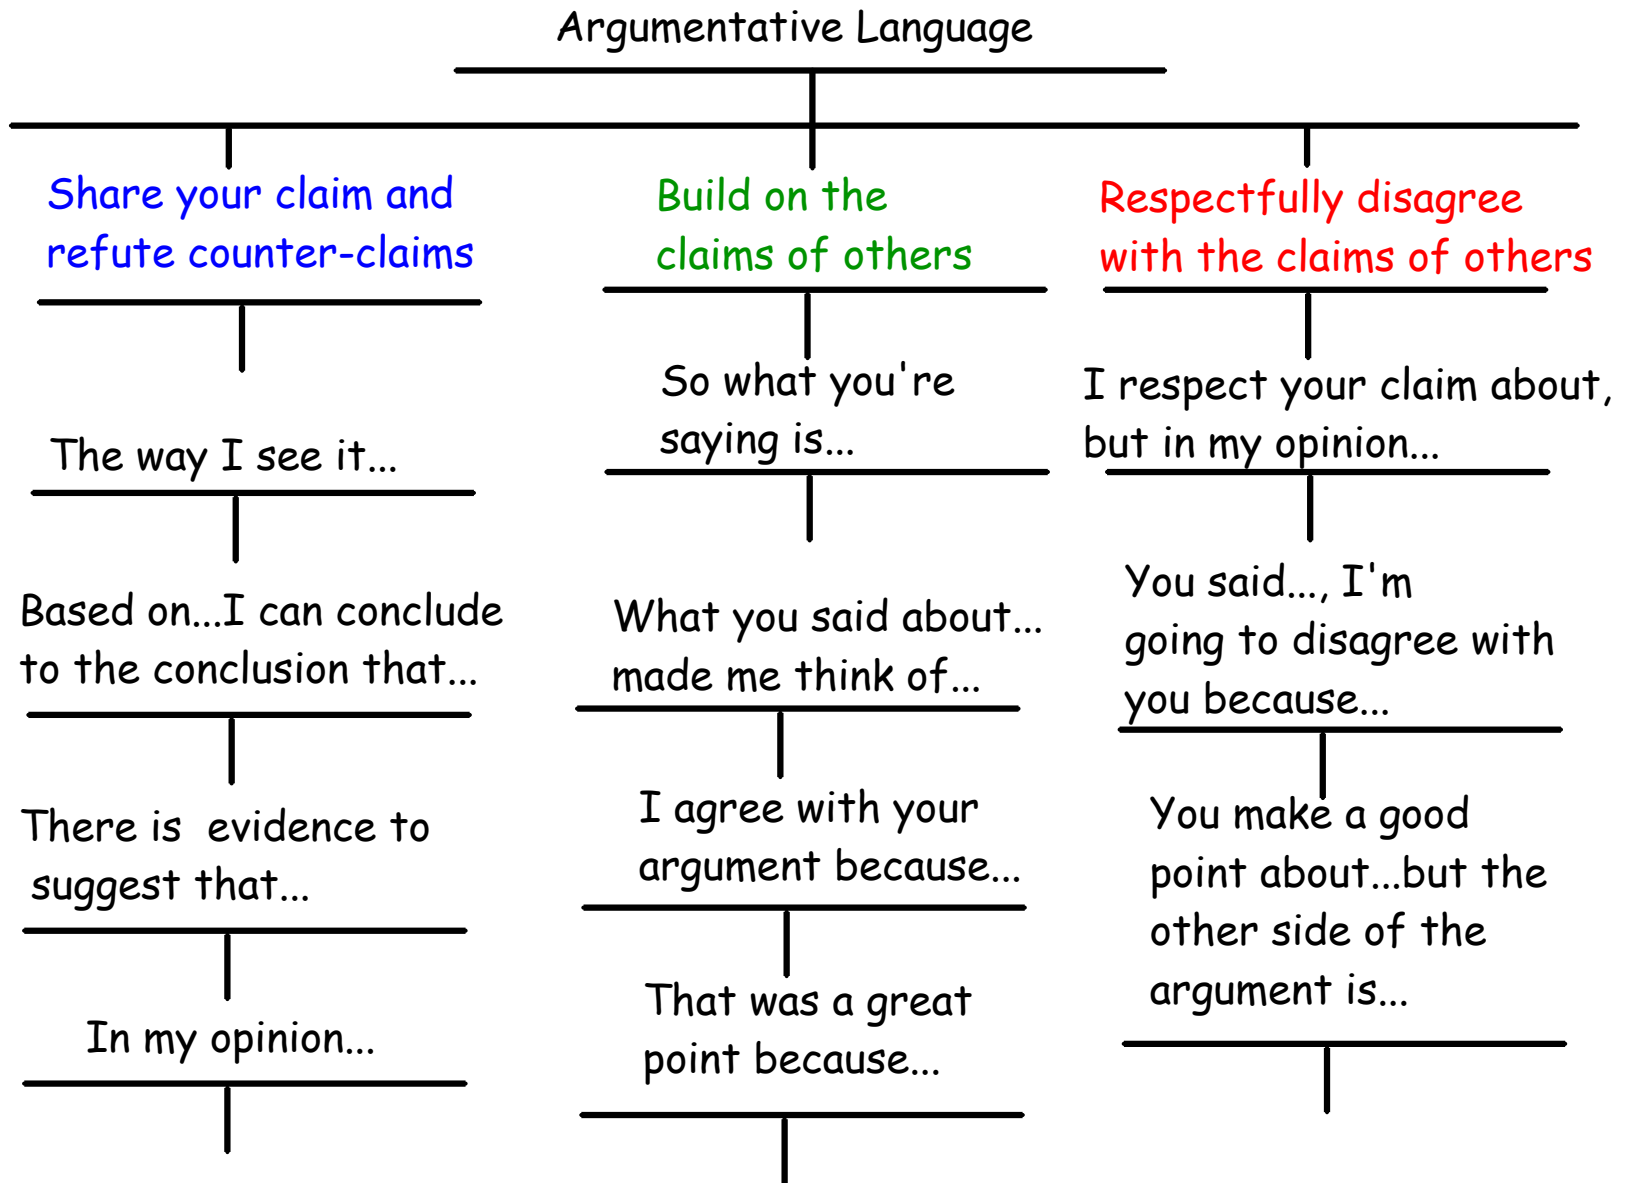 Argumentative Language
Share your claim and
refute counter-claims
The way I see it...
Based on...I can conclude
to the conclusion that...
There is  evidence to
suggest that...
In my opinion...
Build on the
claims of others
So what you're
saying is...
What you said about...
made me think of...
I agree with your
argument because...
That was a great
point because...
Respectfully disagree
with the claims of others
I respect your claim about,
but in my opinion...
You said..., I'm
going to disagree with
you because...
You make a good
point about...but the
other side of the
argument is...